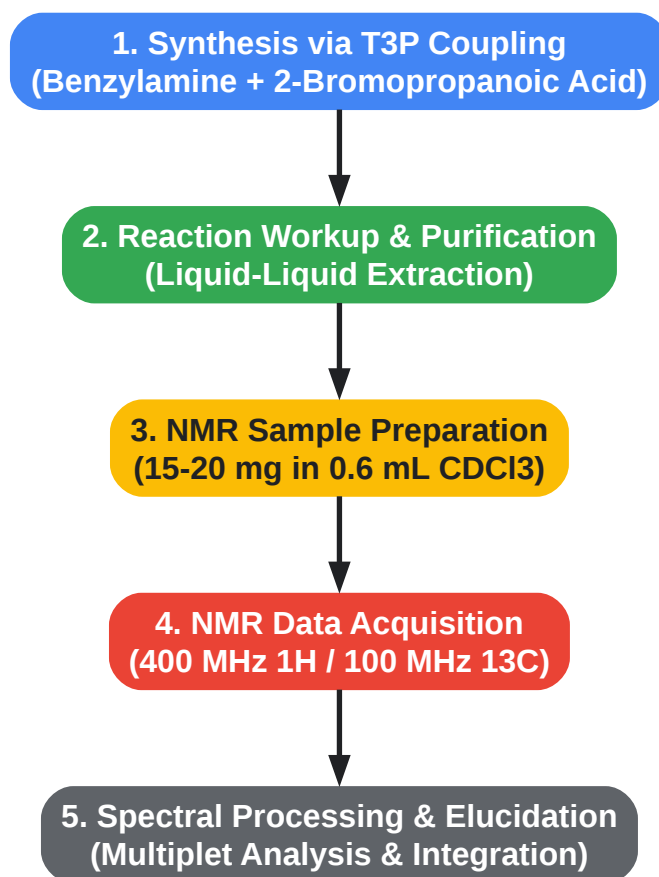 1. Synthesis via T3P Coupling
(Benzylamine + 2-Bromopropanoic Acid)
2. Reaction Workup & Purification
(Liquid-Liquid Extraction)
3. NMR Sample Preparation
(15-20 mg in 0.6 mL CDCl3)
4. NMR Data Acquisition
(400 MHz 1H / 100 MHz 13C)
5. Spectral Processing & Elucidation
(Multiplet Analysis & Integration)